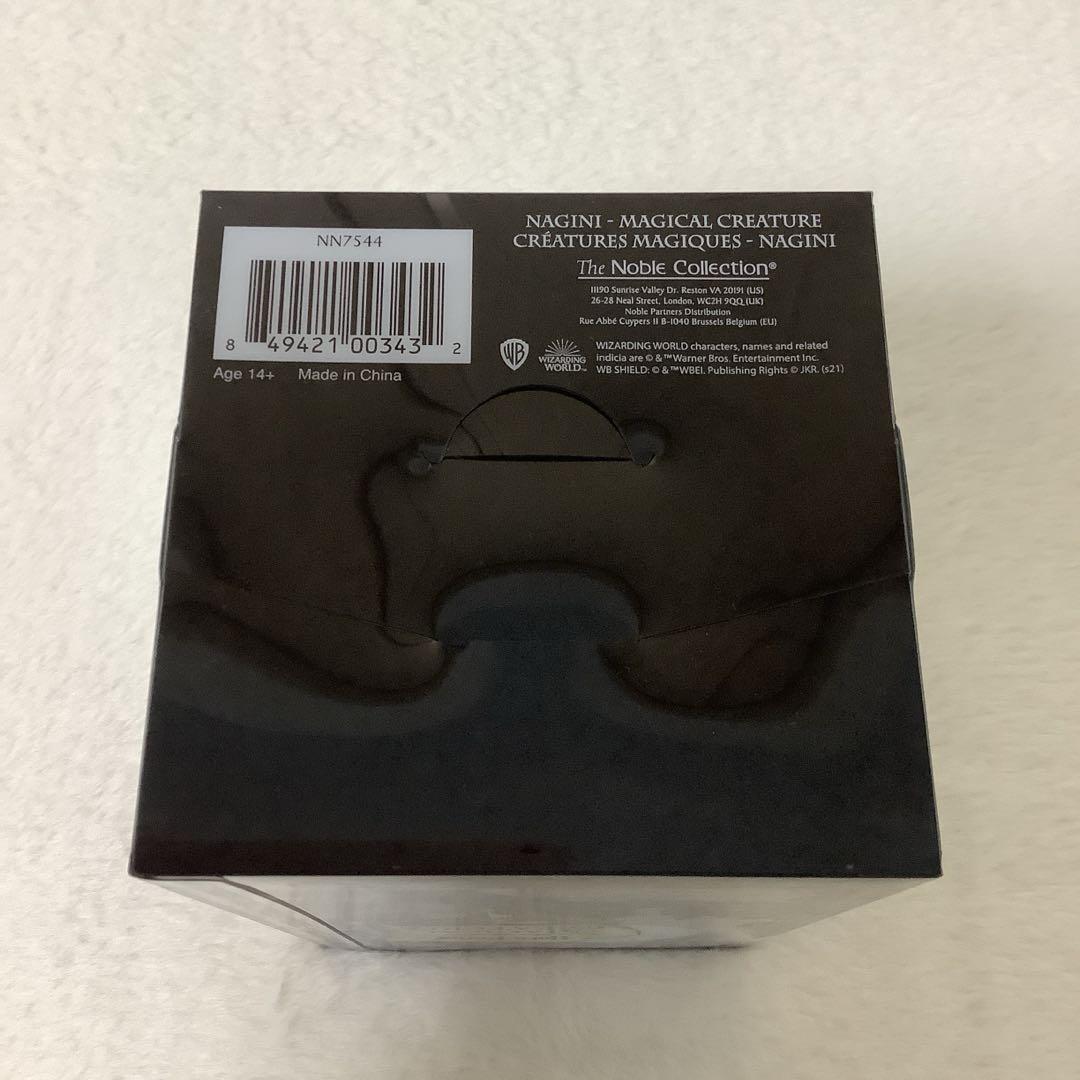 NN7544
8 49421 00343 2
Age 14+ Made in China
NAGINI - MAGICAL CREATURE
CRÉATURES MAGIQUES - NAGINI
The Noble Collection®
11190 Sunrise Valley Dr. Reston VA 20191 (US)
26-28 Neal Street, London, WC2H 9QQ (UK)
Noble Partners Distribution
Rue Abbé Cuypers 11 B-1040 Brussels Belgium (EU)
WB
WIZARDING
WORLD™
WIZARDING WORLD characters, names and related
indicia are © & ™ Warner Bros. Entertainment Inc.
WB SHIELD: © & ™ WBEI. Publishing Rights © JKR. (s21)